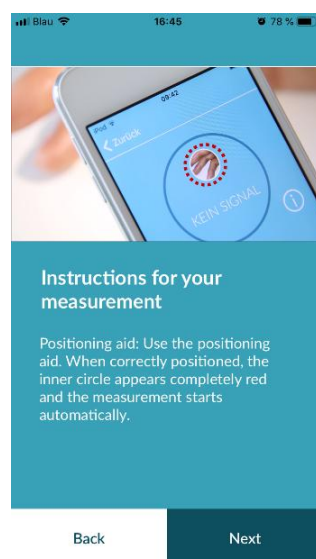 Blau 16:45 78 %
iPod 09:42
Zurück
KEIN SIGNAL
i
Instructions for your
measurement
Positioning aid: Use the positioning
aid. When correctly positioned, the
inner circle appears completely red
and the measurement starts
automatically.
Back Next